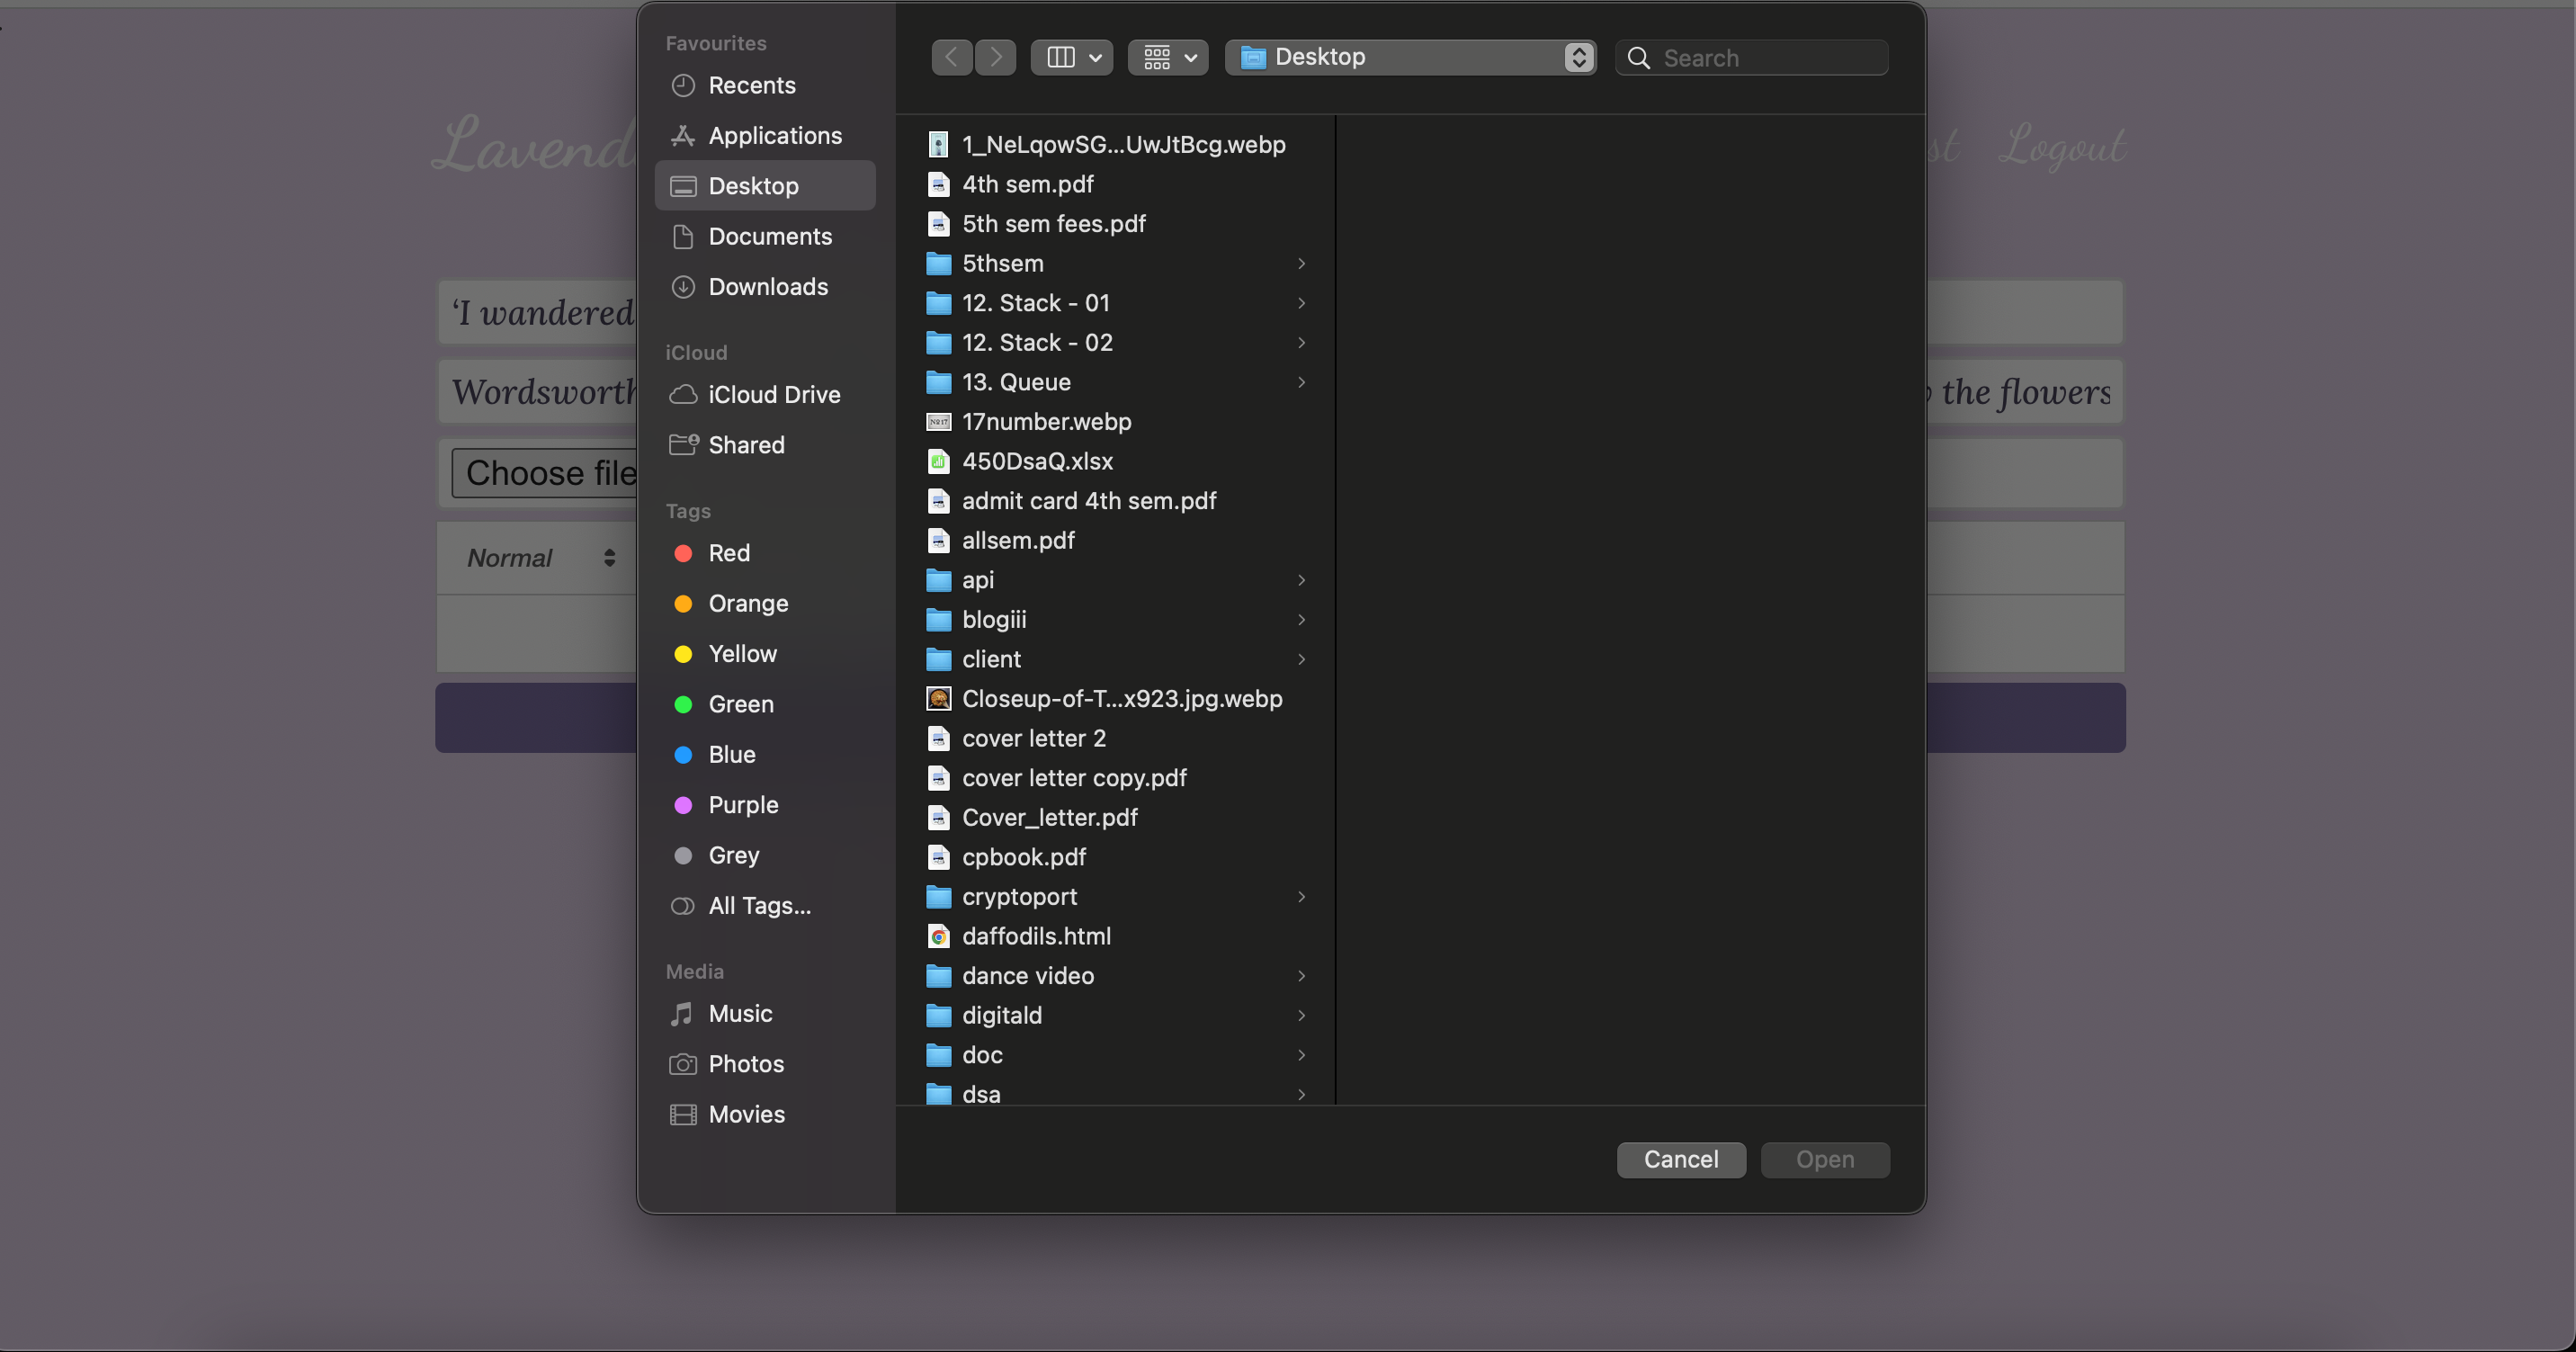 Favourites
Recents
Applications
Desktop
Documents
Downloads
iCloud
iCloud Drive
Shared
Tags
Red
Orange
Yellow
Green
Blue
Purple
Grey
All Tags...
Media
Music
Photos
Movies
Desktop
Search
1_NeLqowSG...UwJtBcg.webp
4th sem.pdf
5th sem fees.pdf
5thsem
12. Stack - 01
12. Stack - 02
13. Queue
17number.webp
450DsaQ.xlsx
admit card 4th sem.pdf
allsem.pdf
api
blogiii
client
Closeup-of-T...x923.jpg.webp
cover letter 2
cover letter copy.pdf
Cover_letter.pdf
cpbook.pdf
cryptoport
daffodils.html
dance video
digitald
doc
dsa
Cancel
Open
Logout
‘I wandered
Wordsworth
the flowers
Choose file
Normal